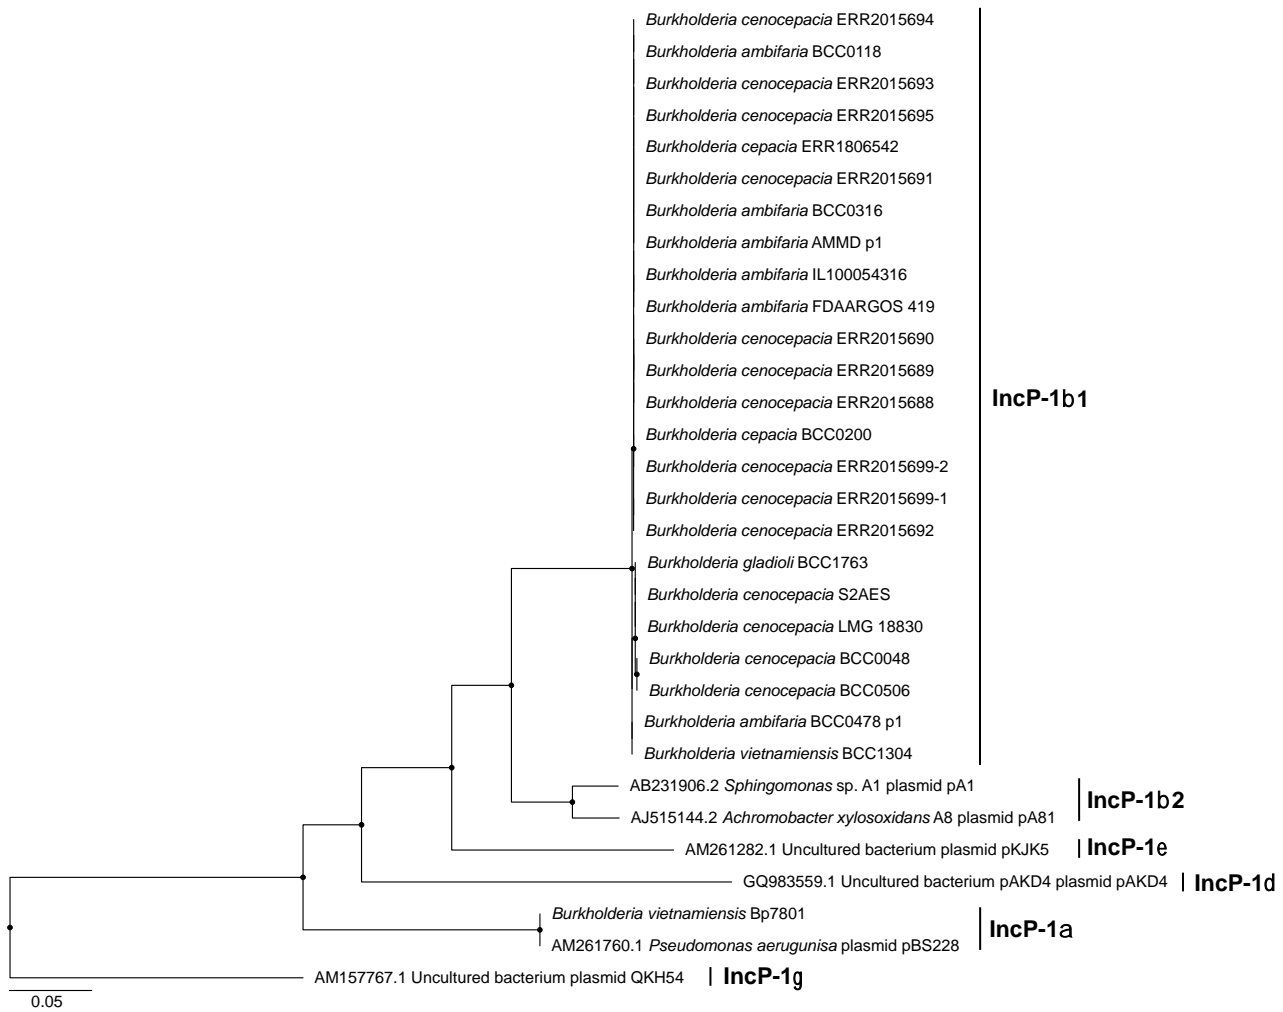 Burkholderia cenocepacia ERR2015694
Burkholderia ambifaria BCC0118
Burkholderia cenocepacia ERR2015693
Burkholderia cenocepacia ERR2015695
Burkholderia cepacia ERR1806542
Burkholderia cenocepacia ERR2015691
Burkholderia ambifaria BCC0316
Burkholderia ambifaria AMMD p1
Burkholderia ambifaria IL100054316
Burkholderia ambifaria FDAARGOS 419
Burkholderia cenocepacia ERR2015690
Burkholderia cenocepacia ERR2015689
IncP-1b1
Burkholderia cenocepacia ERR2015688
Burkholderia cepacia BCC0200
Burkholderia cenocepacia ERR2015699-2
Burkholderia cenocepacia ERR2015699-1
Burkholderia cenocepacia ERR2015692
Burkholderia gladioli BCC1763
Burkholderia cenocepacia S2AES
Burkholderia cenocepacia LMG 18830
Burkholderia cenocepacia BCC0048
Burkholderia cenocepacia BCC0506
Burkholderia ambifaria BCC0478 p1
Burkholderia vietnamiensis BCC1304
AB231906.2 Sphingomonas sp. A1 plasmid pA1
IncP-1b2
AJ515144.2 Achromobacter xylosoxidans A8 plasmid pA81
AM261282.1 Uncultured bacterium plasmid pKJK5
IncP-1e
GQ983559.1 Uncultured bacterium pAKD4 plasmid pAKD4
IncP-1d
Burkholderia vietnamiensis Bp7801
IncP-1a
AM261760.1 Pseudomonas aerugunisa plasmid pBS228
AM157767.1 Uncultured bacterium plasmid QKH54
IncP-1g
0.05